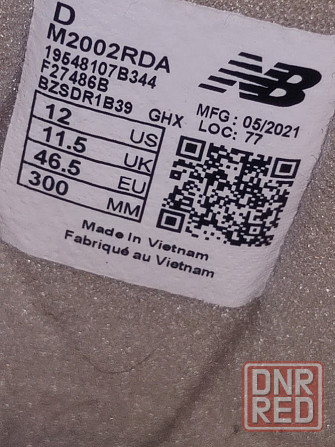 D
M2002RDA
19548107B344
F27486B
BZSDR1B39 GHX
MFG : 05/2021
LOC: 77
12 US
11.5 UK
46.5 EU
300 MM
NB
Made In Vietnam
Fabriqué au Vietnam
DNR
RED